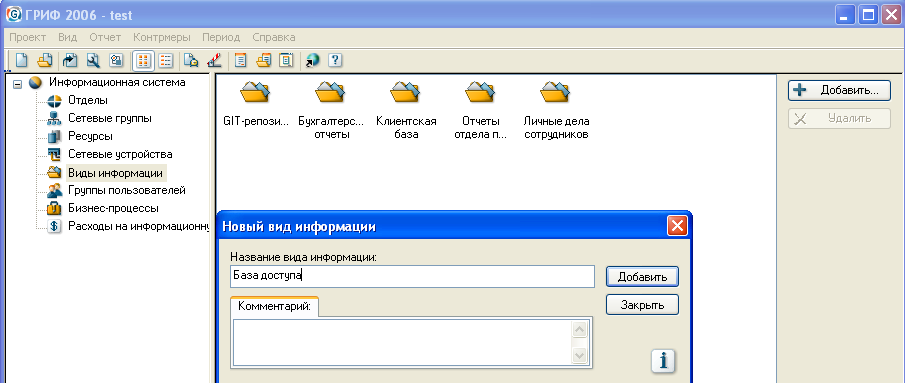 ГРИФ 2006 - test
Проект Вид Отчет Контрмеры Период Справка
Информационная система
Отделы
Сетевые группы
Ресурсы
Сетевые устройства
Виды информации
Группы пользователей
Бизнес-процессы
Расходы на информационну
GIT-репози...
Бухгалтерс...
отчеты
Клиентская
база
Отчеты
отдела п...
Личные дела
сотрудников
Добавить...
Удалить
Новый вид информации
Название вида информации:
База доступа
Добавить
Закрыть
Комментарий: